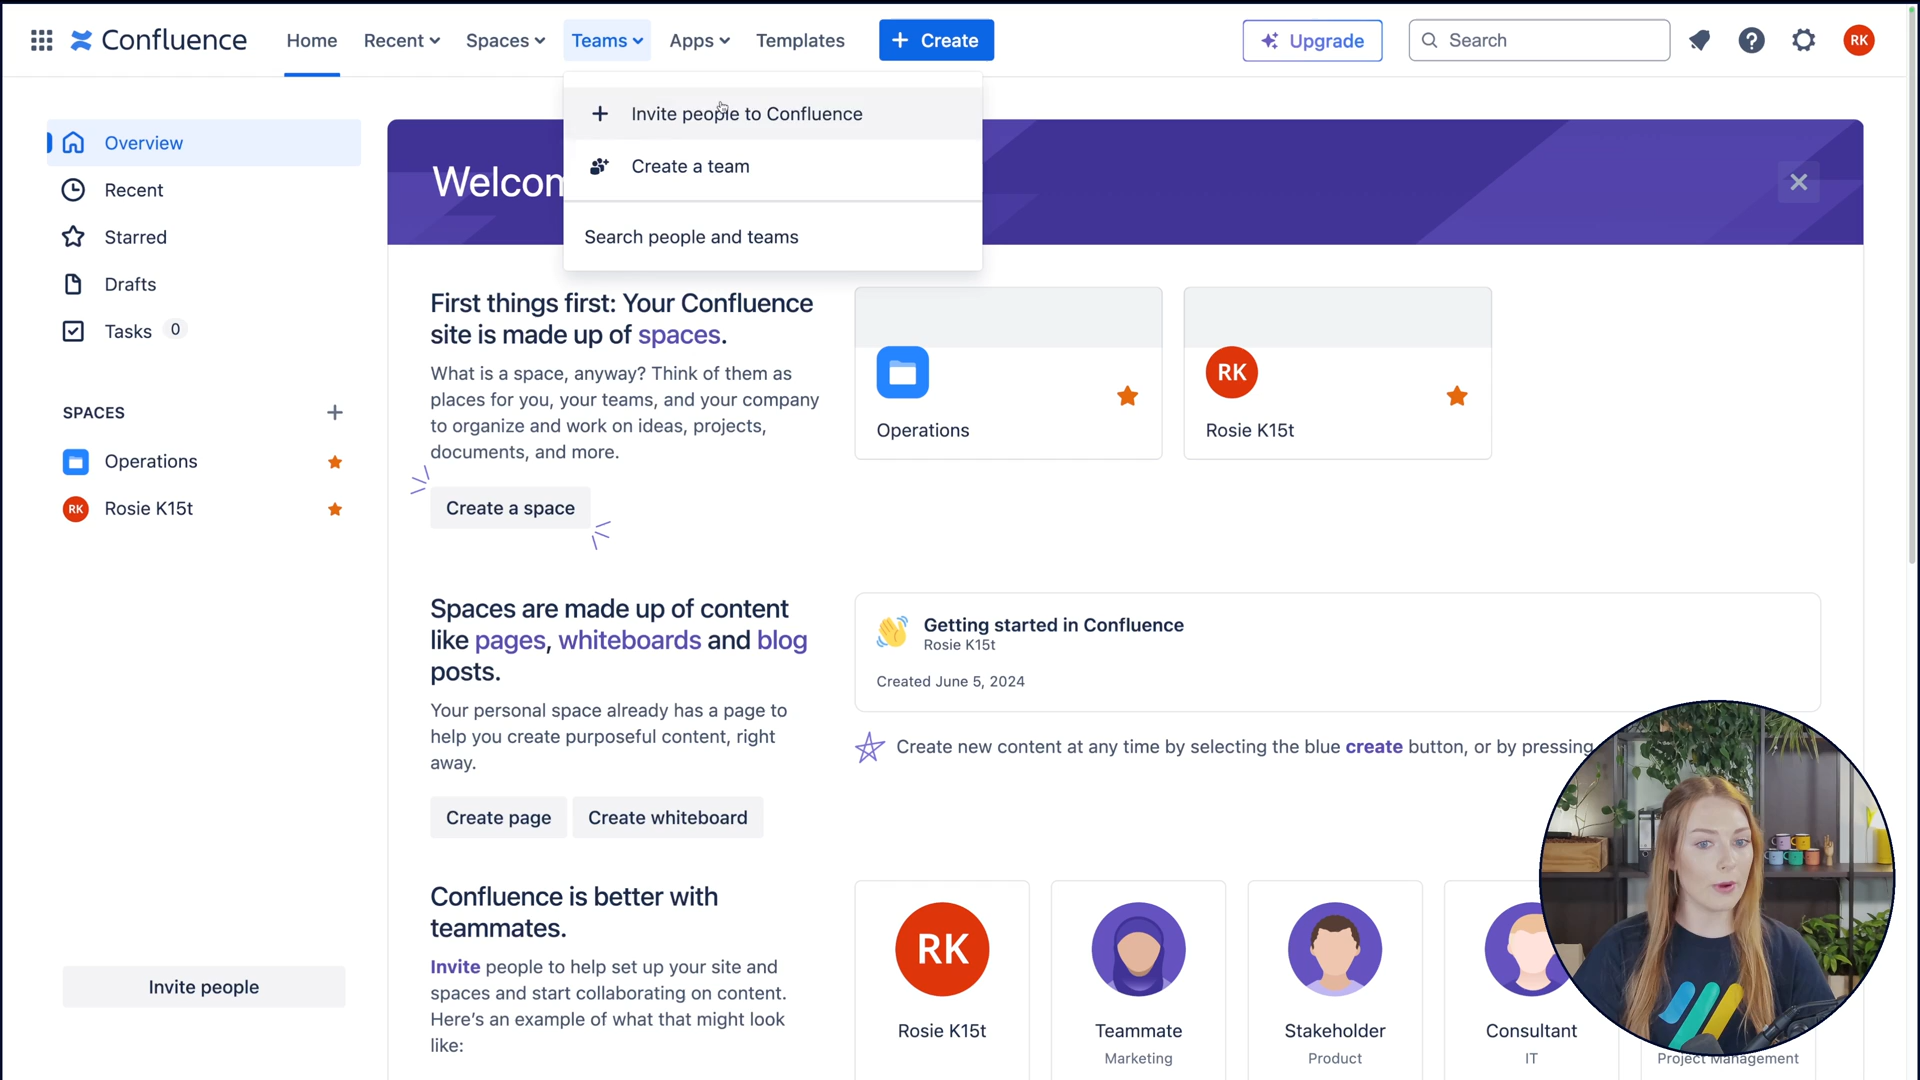 Confluence
Home
Recent
Spaces
Teams
Apps
Templates
+ Create
Upgrade
Search
RK
Invite people to Confluence
Create a team
Search people and teams
Overview
Recent
Starred
Drafts
Tasks 0
SPACES
Operations
RK Rosie K15t
Invite people
Welcom
First things first: Your Confluence
site is made up of spaces.
What is a space, anyway? Think of them as
places for you, your teams, and your company
to organize and work on ideas, projects,
documents, and more.
Create a space
Operations
RK
Rosie K15t
Spaces are made up of content
like pages, whiteboards and blog
posts.
Your personal space already has a page to
help you create purposeful content, right
away.
Create page
Create whiteboard
Getting started in Confluence
Rosie K15t
Created June 5, 2024
Create new content at any time by selecting the blue create button, or by pressing
Confluence is better with
teammates.
Invite people to help set up your site and
spaces and start collaborating on content.
Here’s an example of what that might look
like:
RK
Rosie K15t
Teammate
Marketing
Stakeholder
Product
Consultant
IT
Project Management